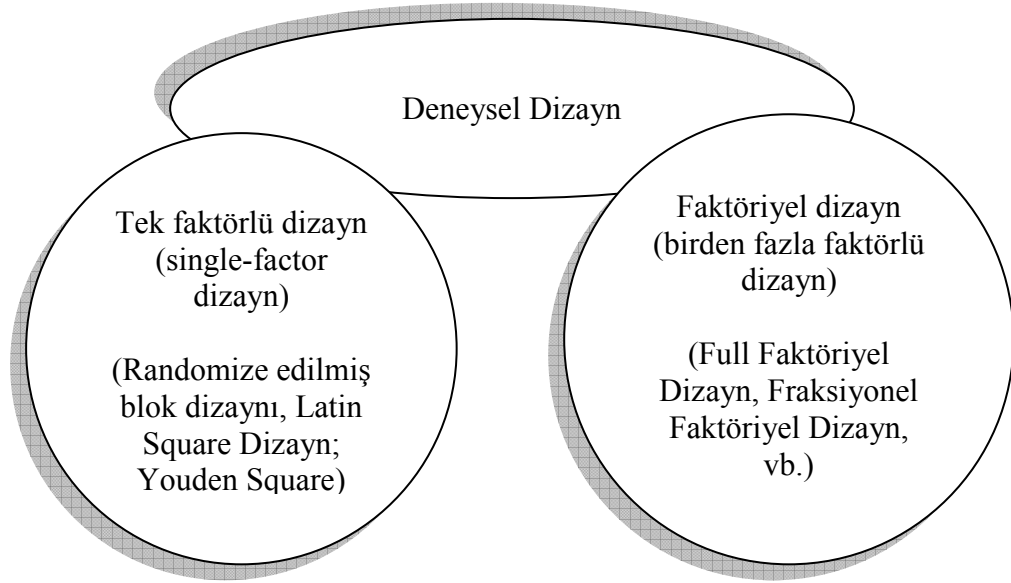 Deneysel Dizayn
Tek faktörlü dizayn
(single-factor
dizayn)
(Randomize edilmiş
blok dizaynı, Latin
Square Dizayn;
Youden Square)
Faktöriyel dizayn
(birden fazla faktörlü
dizayn)
(Full Faktöriyel
Dizayn, Fraksiyonel
Faktöriyel Dizayn,
vb.)